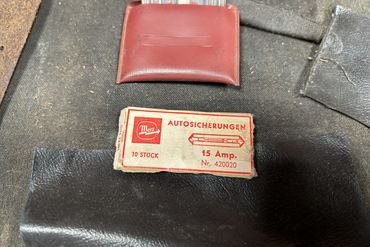 AUTOSICHERUNGEN
10 STÜCK
15 Amp.
Nr. 420020